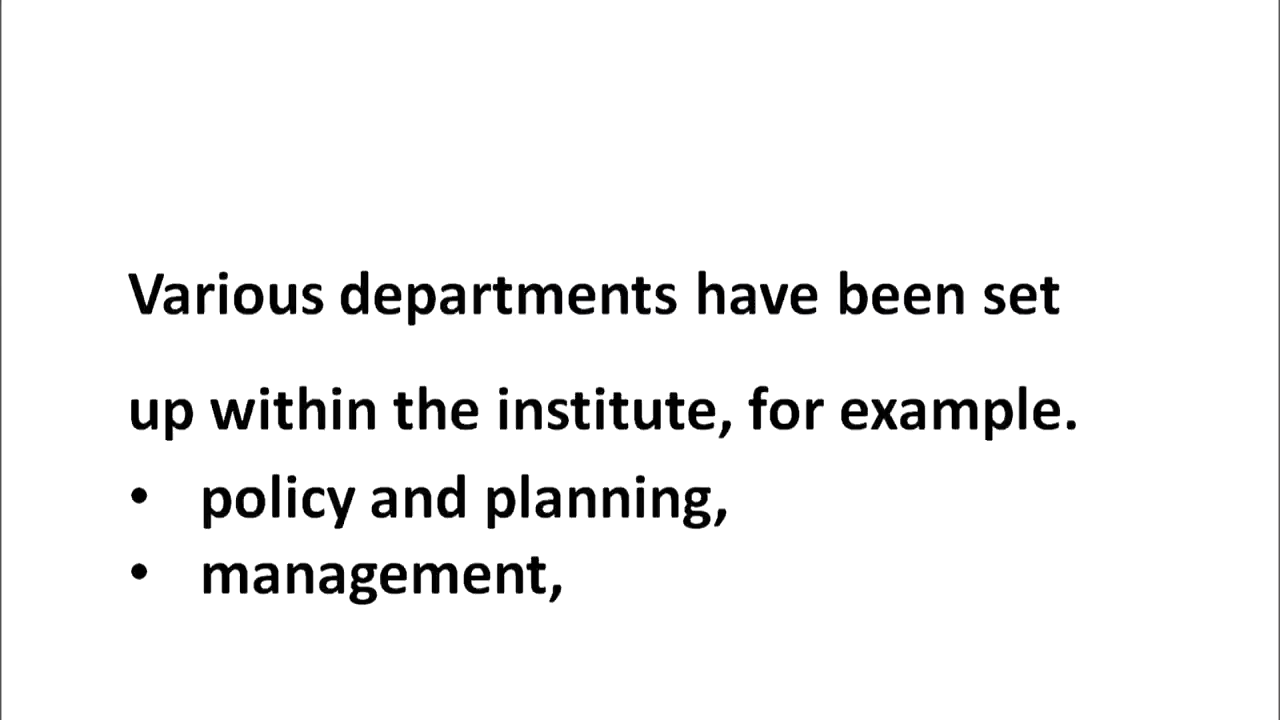 Various departments have been set
up within the institute, for example.
• policy and planning,
• management,